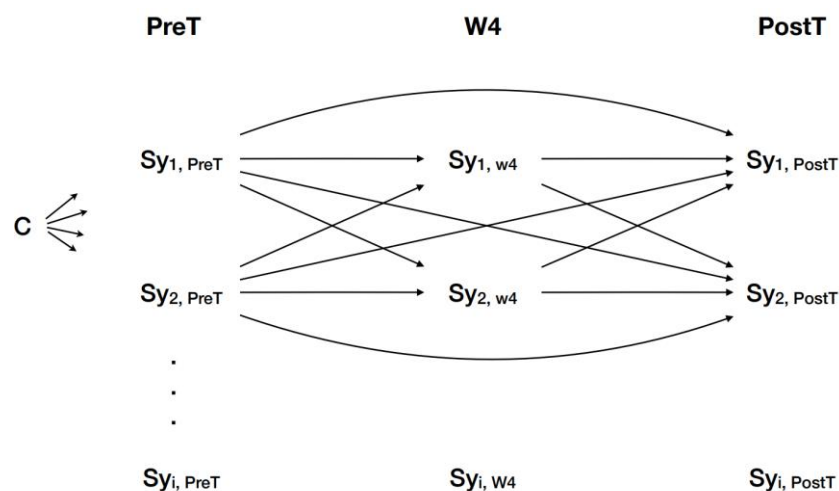 PreT W4 PostT
Sy1, PreT Sy1, w4 Sy1, PostT
C
Sy2, PreT Sy2, w4 Sy2, PostT
.
.
.
Syi, PreT Syi, W4 Syi, PostT